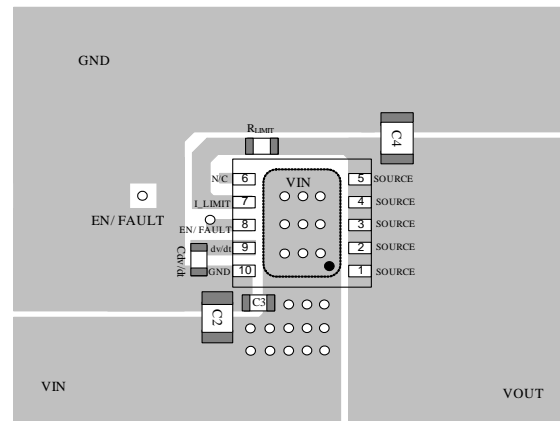 GND
RLIMIT
C4
N/C 6
VIN
5 SOURCE
I_LIMIT 7
4 SOURCE
EN/ FAULT
EN/ FAULT 8
3 SOURCE
dv/dt 9
2 SOURCE
Cdv/dt
GND 10
1 SOURCE
C3
C2
VIN
VOUT